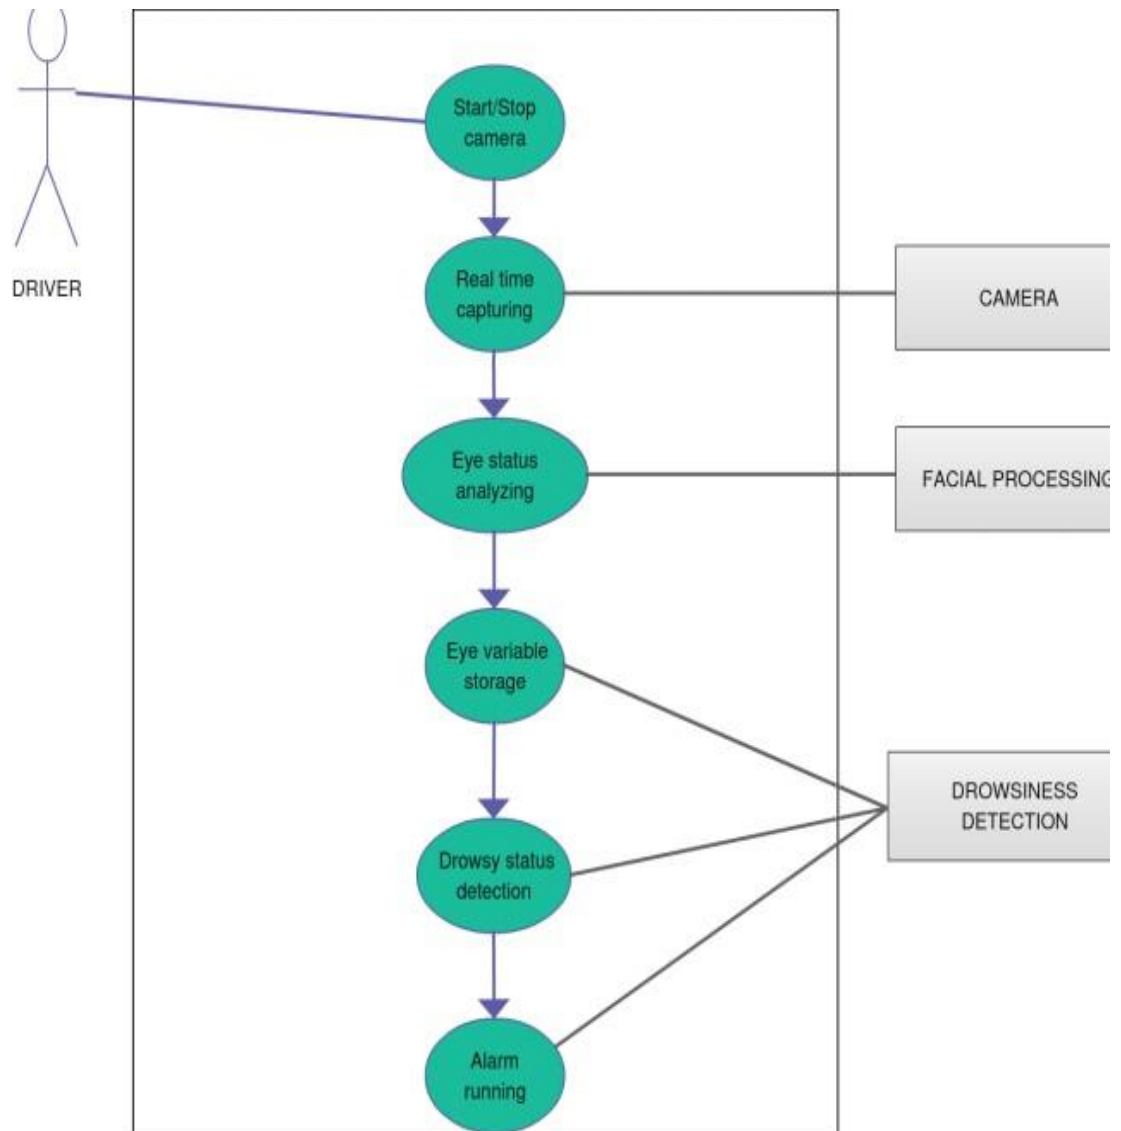 Start/Stop
camera
DRIVER
Real time
capturing
CAMERA
Eye status
analyzing
FACIAL PROCESSING
Eye variable
storage
DROWSINESS
DETECTION
Drowsy status
detection
Alarm
running